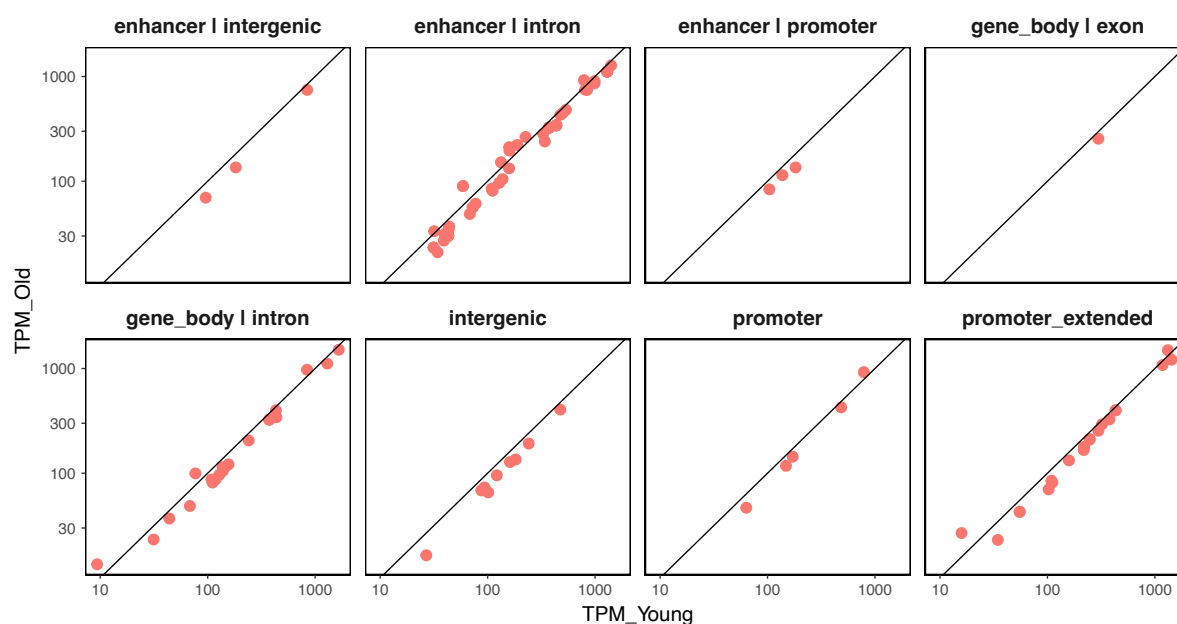 enhancer | intergenic
enhancer | intron
enhancer | promoter
gene_body | exon
1000
300
100
30
TPM_Old
gene_body | intron
intergenic
promoter
promoter_extended
1000
300
100
30
10 100 1000
10 100 1000
10 100 1000
10 100 1000
TPM_Young